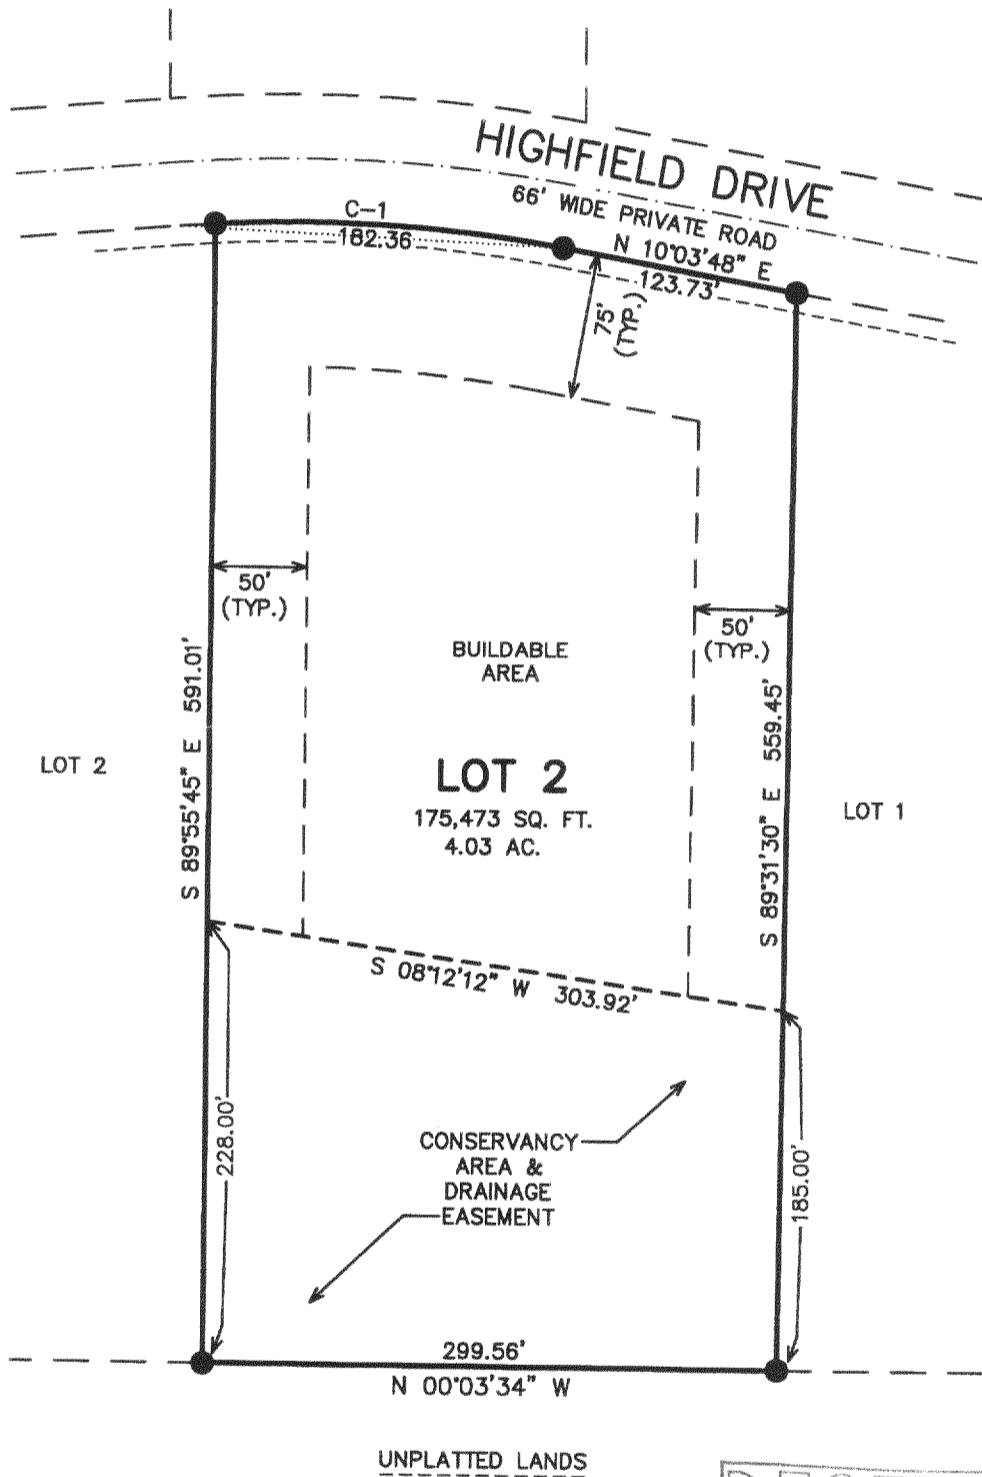 HIGHFIELD DRIVE
66' WIDE PRIVATE ROAD
C-1
182.36
N 10°03'48" E
123.73'
75'
(TYP.)
50'
(TYP.)
50'
(TYP.)
BUILDABLE
AREA
S 89°55'45" E 591.01'
S 89°31'30" E 559.45'
LOT 2
LOT 2
175,473 SQ. FT.
4.03 AC.
LOT 1
S 08°12'12" W 303.92'
228.00'
185.00'
CONSERVANCY
AREA &
DRAINAGE
EASEMENT
299.56'
N 00°03'34" W
UNPLATTED LANDS